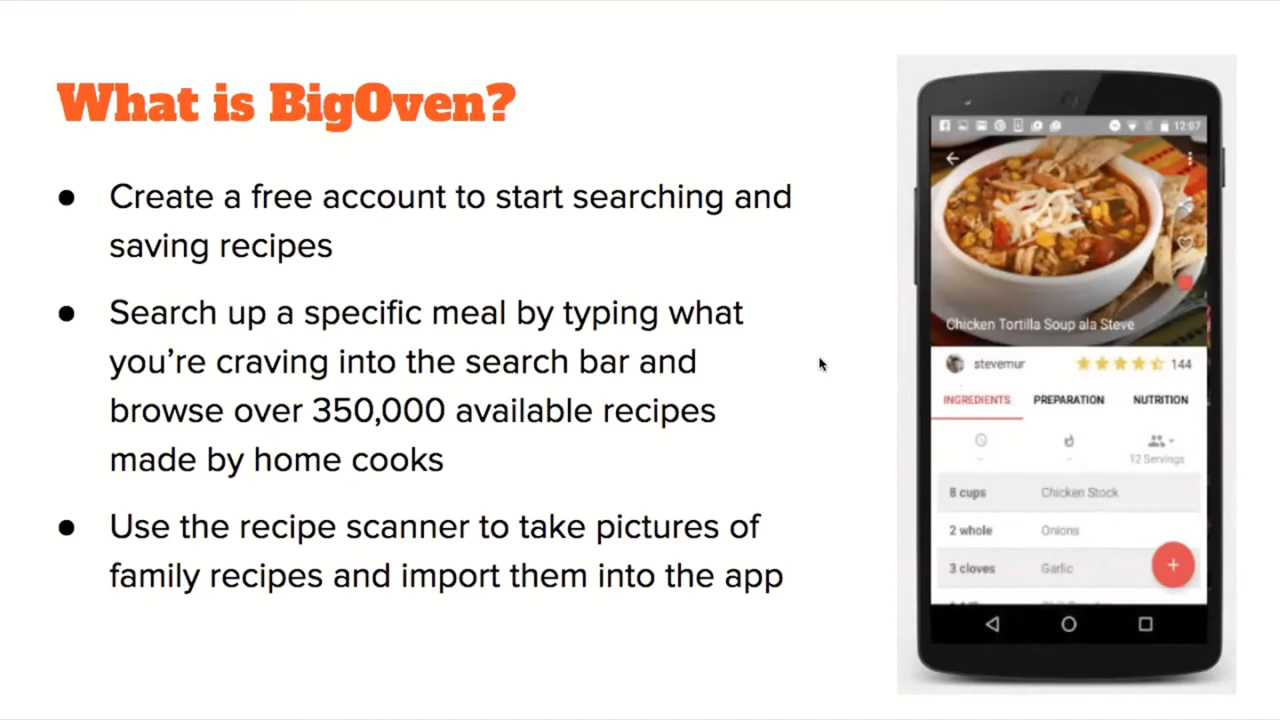 What is BigOven?
● Create a free account to start searching and
saving recipes
● Search up a specific meal by typing what
you're craving into the search bar and
browse over 350,000 available recipes
made by home cooks
● Use the recipe scanner to take pictures of
family recipes and import them into the app
12:07
Chicken Tortilla Soup ala Steve
stevemur 144
INGREDIENTS PREPARATION NUTRITION
12 Servings
8 cups Chicken Stock
2 whole Onions
3 cloves Garlic